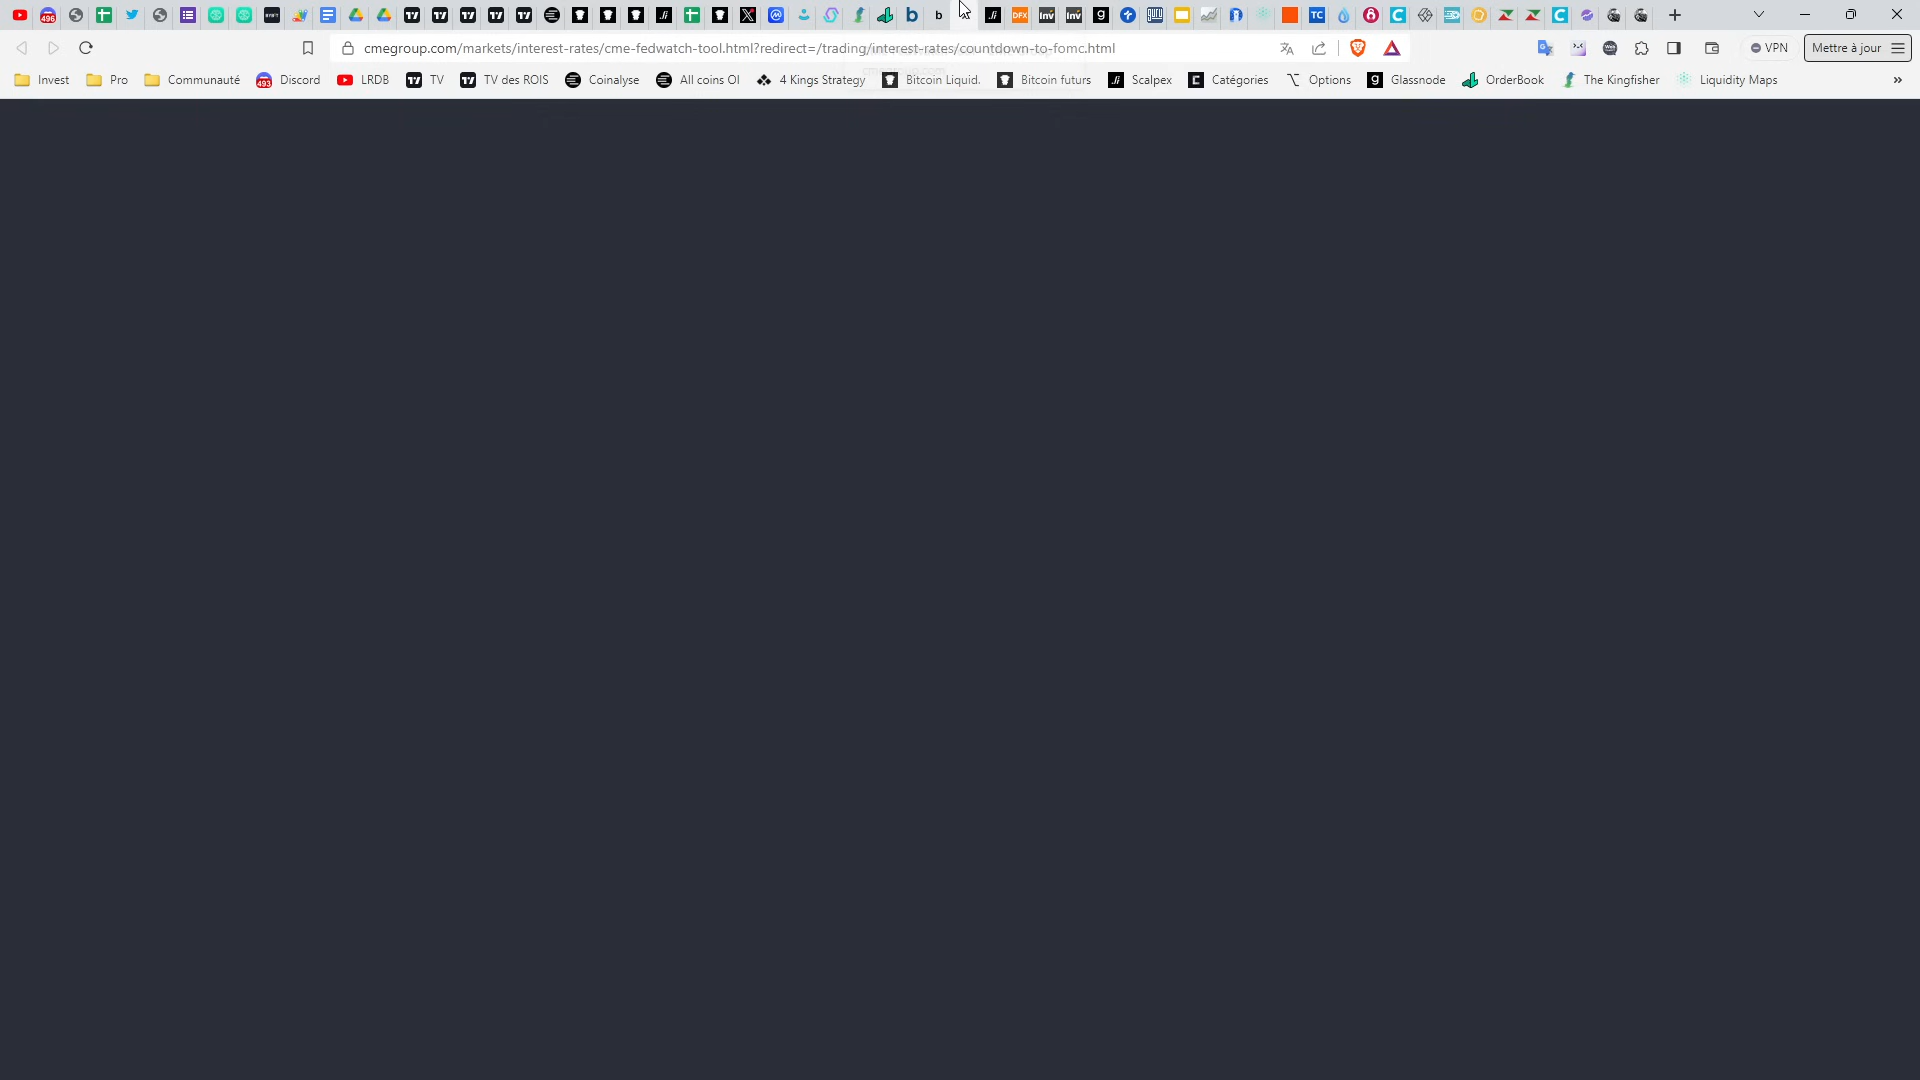 cmegroup.com/markets/interest-rates/cme-fedwatch-tool.html?redirect=/trading/interest-rates/countdown-to-fomc.html
VPN
Mettre à jour
Invest
Pro
Communauté
493
Discord
LRDB
TV
TV des ROIS
Coinalyse
All coins OI
4 Kings Strategy
Bitcoin Liquid.
Bitcoin futurs
Scalpex
Catégories
Options
Glassnode
OrderBook
The Kingfisher
Liquidity Maps